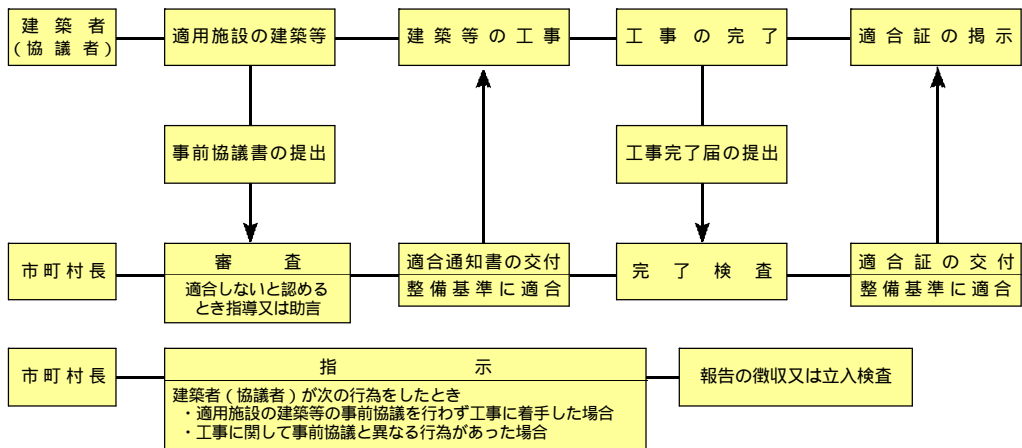 建築者
(協議者)
適用施設の建築等
建築等の工事
工事の完了
適合証の掲示
事前協議書の提出
工事完了届の提出
市町村長
審査
適合しないと認める
とき指導又は助言
適合通知書の交付
整備基準に適合
完了検査
適合証の交付
整備基準に適合
市町村長
指示
建築者(協議者)が次の行為をしたとき
・適用施設の建築等の事前協議を行わず工事に着手した場合
・工事に関して事前協議と異なる行為があった場合
報告の徴収又は立入検査